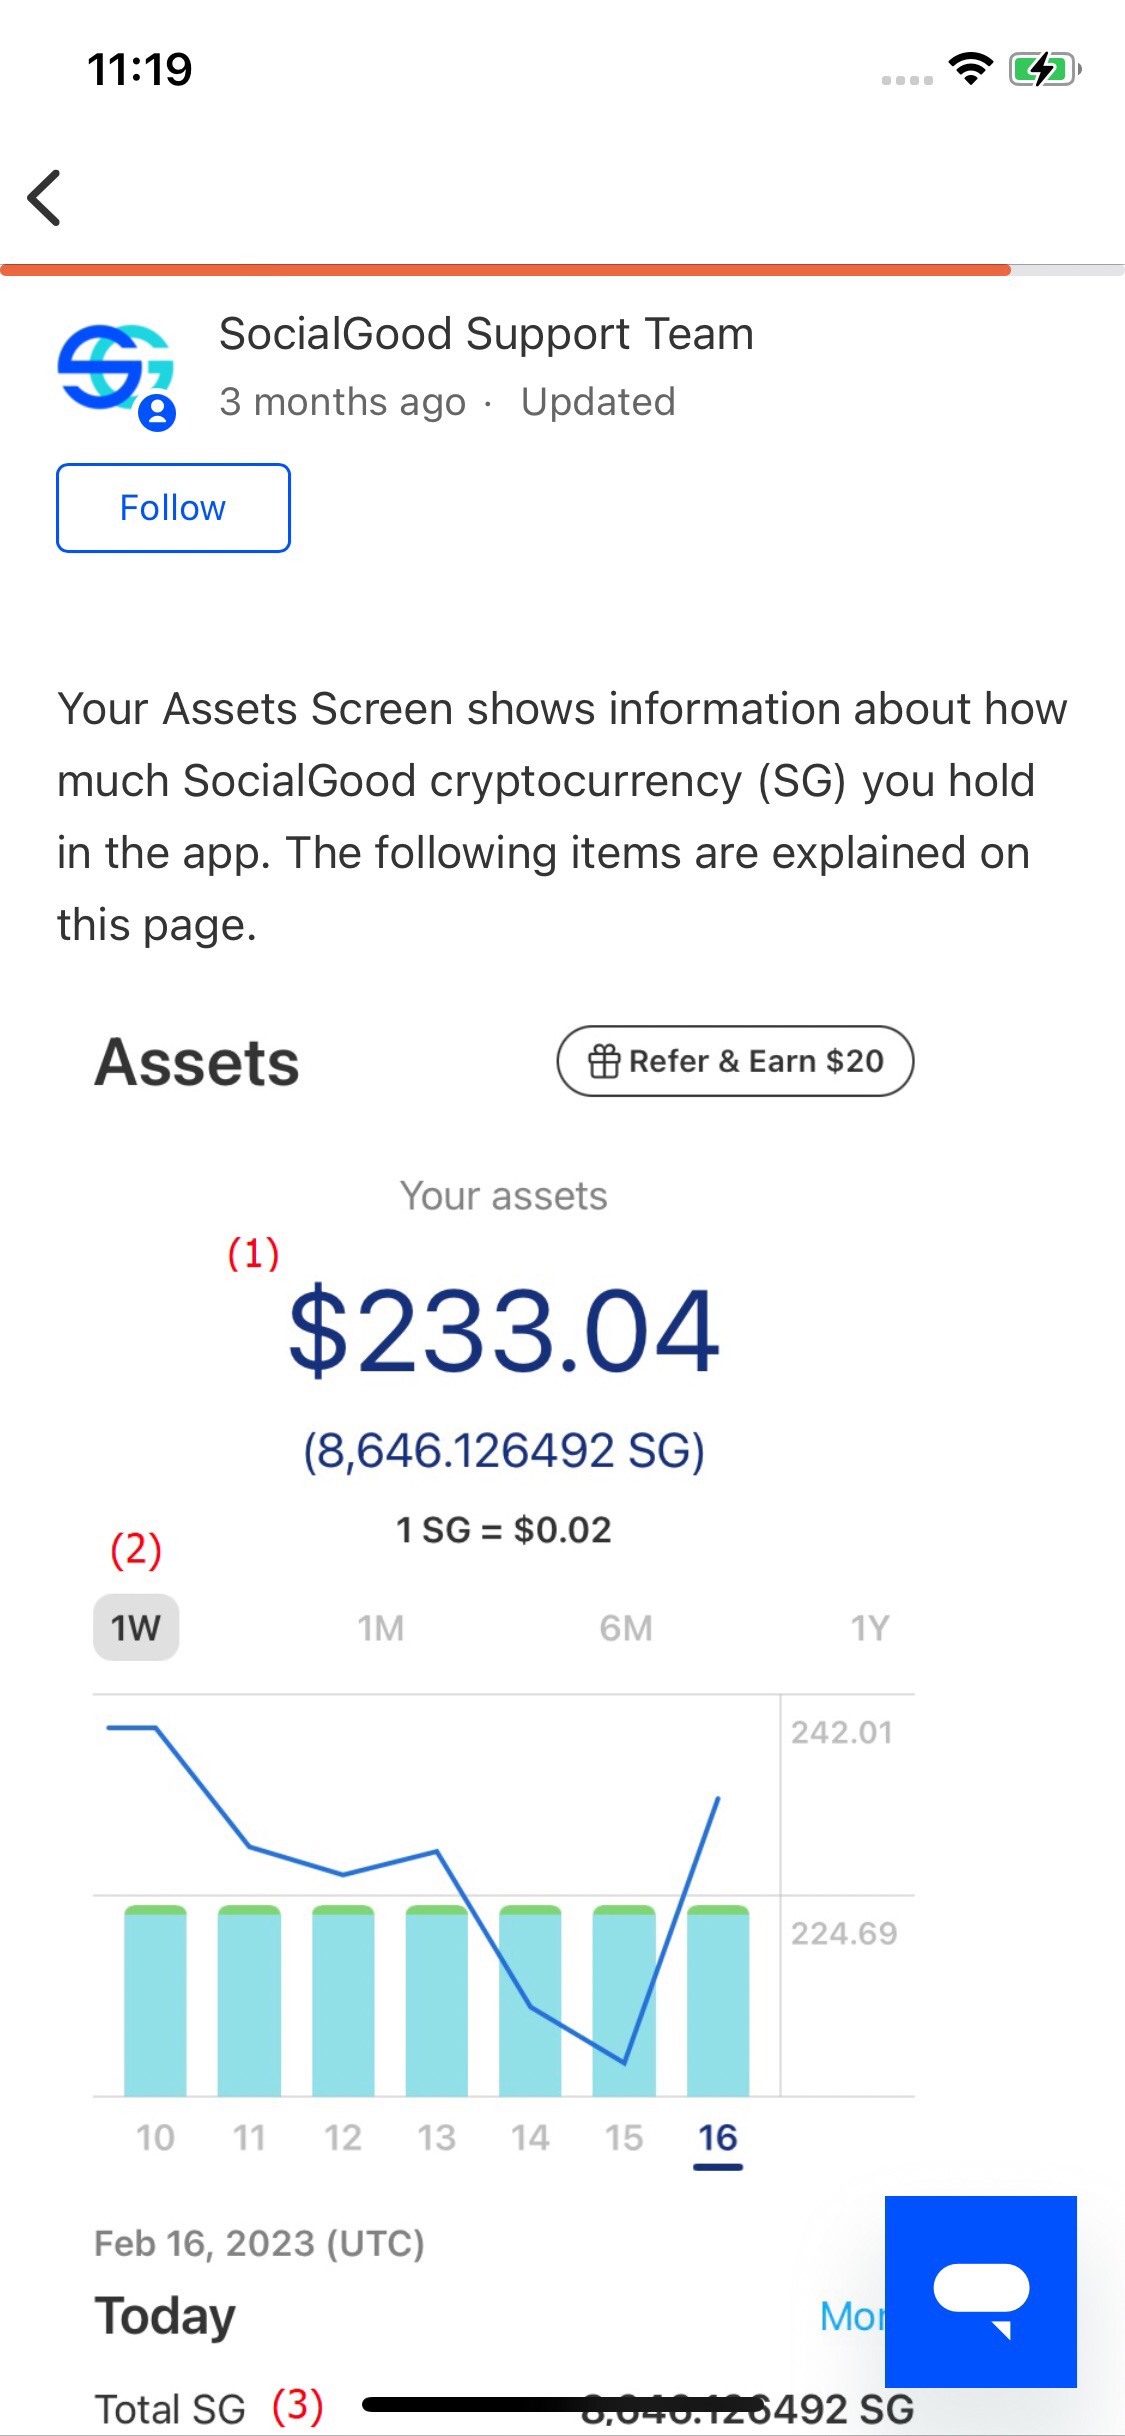 11:19
SocialGood Support Team
3 months ago · Updated
Follow
Your Assets Screen shows information about how
much SocialGood cryptocurrency (SG) you hold
in the app. The following items are explained on
this page.
Assets
Refer & Earn $20
Your assets
(1)
$233.04
(8,646.126492 SG)
1 SG = $0.02
(2)
1W 1M 6M 1Y
242.01
224.69
10 11 12 13 14 15 16
Feb 16, 2023 (UTC)
Today
Total SG (3) 8,646.126492 SG